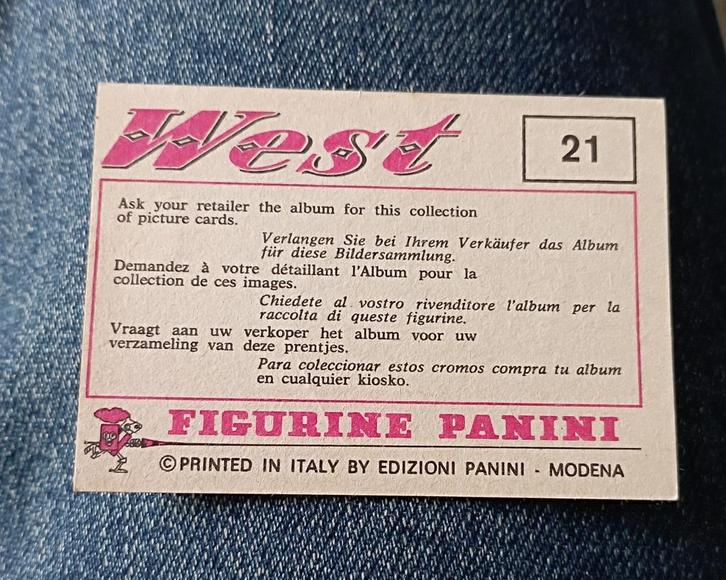 West
21
Ask your retailer the album for this collection
of picture cards.
Verlangen Sie bei Ihrem Verkäufer das Album
für diese Bildersammlung.
Demandez à votre détaillant l'Album pour la
collection de ces images.
Chiedete al vostro rivenditore l'album per la
raccolta di queste figurine.
Vraagt aan uw verkoper het album voor uw
verzameling van deze prentjes.
Para coleccionar estos cromos compra tu album
en cualquier kiosko.
FIGURINE PANINI
©PRINTED IN ITALY BY EDIZIONI PANINI - MODENA